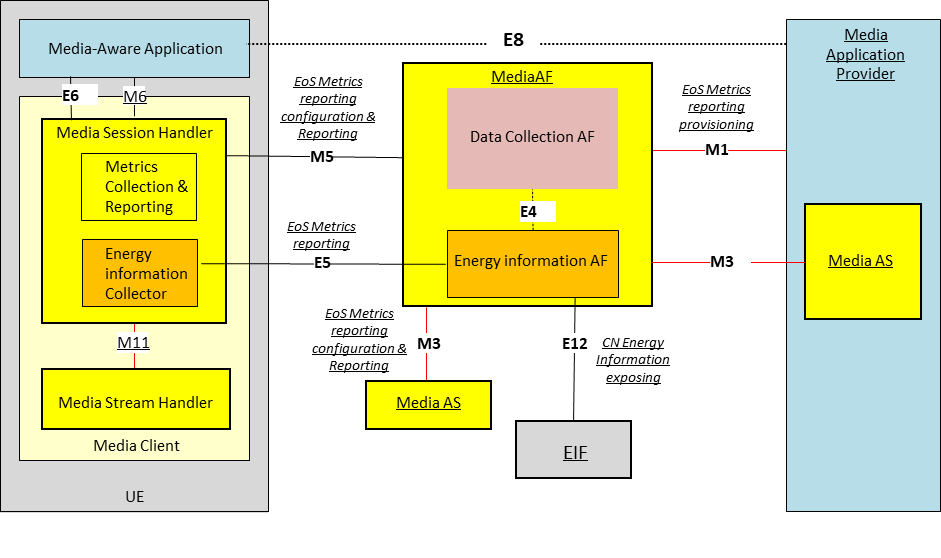 Media-Aware Application
E8
Media
Application
Provider
E6
M6
EoS Metrics
reporting
configuration &
Reporting
MediaAF
EoS Metrics
reporting
provisioning
Media Session Handler
Data Collection AF
M5
M1
Metrics
Collection &
Reporting
E4
EoS Metrics
reporting
Energy
information
Collector
E5
Energy information AF
M3
Media AS
EoS Metrics
reporting
configuration &
Reporting
M11
M3
E12
CN Energy
Information
exposing
Media Stream Handler
Media AS
Media Client
EIF
UE